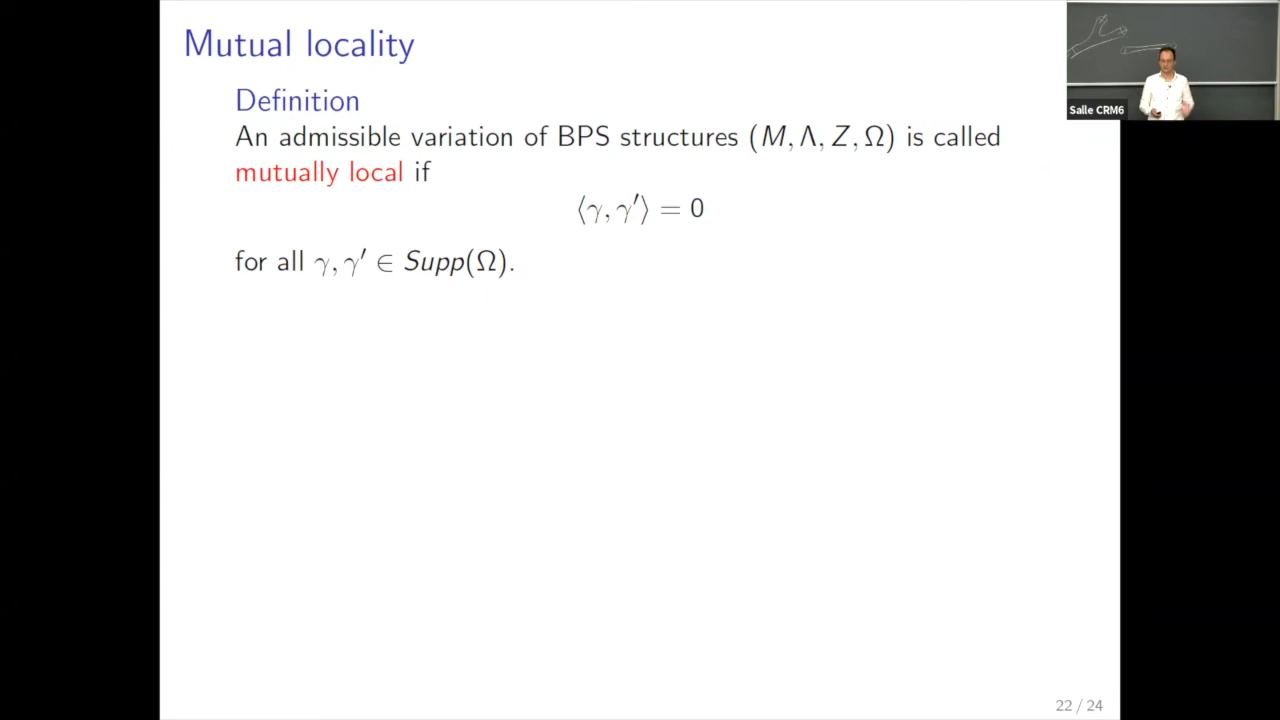 Mutual locality
Definition
An admissible variation of BPS structures (M, Λ, Z, Ω) is called
mutually local if
⟨γ, γ′⟩ = 0
for all γ, γ′ ∈ Supp(Ω).
Salle CRM6
22 / 24